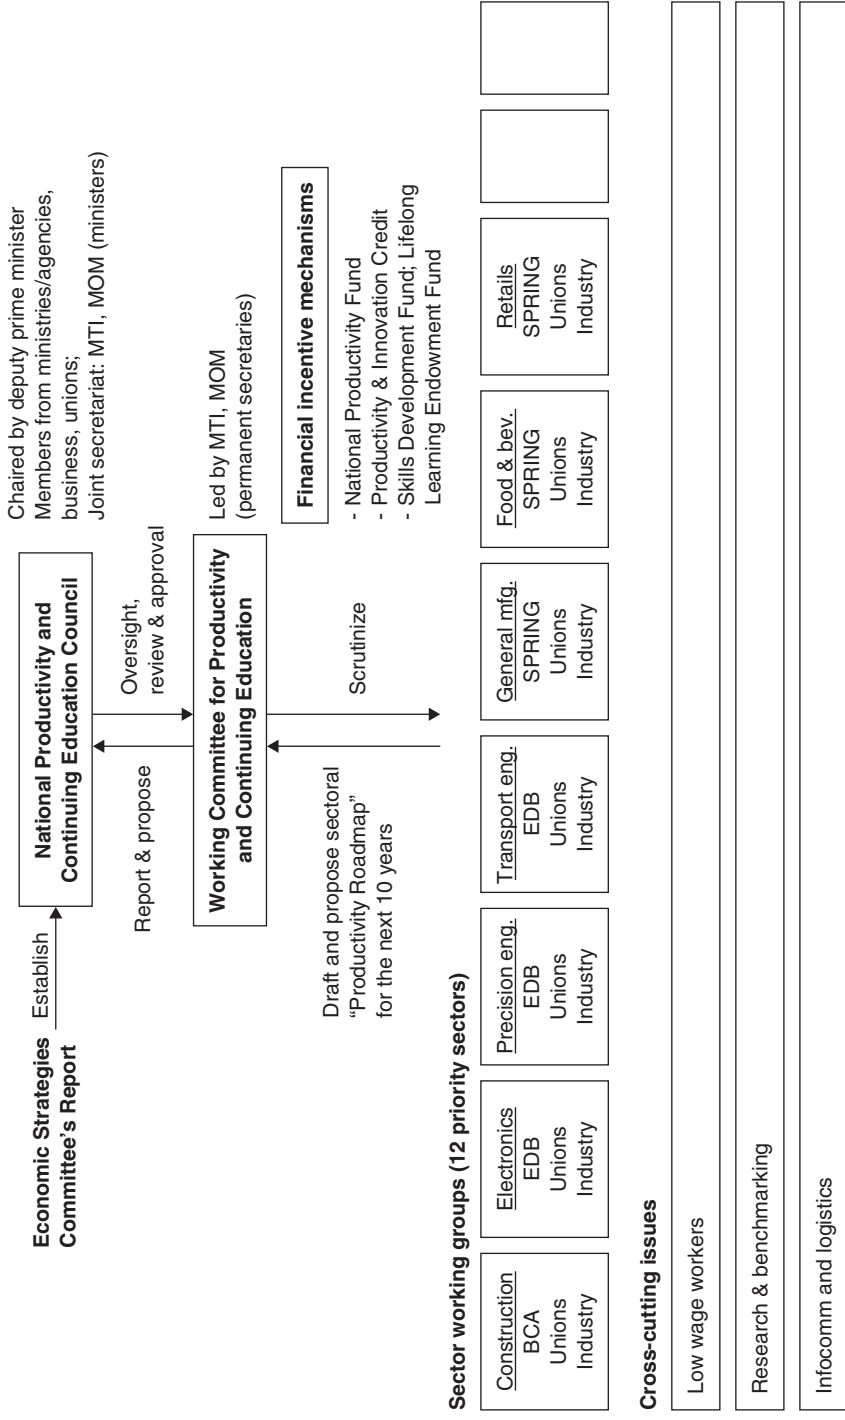 Economic Strategies
Committee's Report
Establish
National Productivity and
Continuing Education Council
Chaired by deputy prime minister
Members from ministries/agencies,
business, unions;
Joint secretariat: MTI, MOM (ministers)
Report & propose
Oversight,
review & approval
Working Committee for Productivity
and Continuing Education
Led by MTI, MOM
(permanent secretaries)
Draft and propose sectoral
“Productivity Roadmap”
for the next 10 years
Scrutinize
Financial incentive mechanisms
- National Productivity Fund
- Productivity & Innovation Credit
- Skills Development Fund; Lifelong
Learning Endowment Fund
Sector working groups (12 priority sectors)
Construction
BCA
Unions
Industry
Electronics
EDB
Unions
Industry
Precision eng.
EDB
Unions
Industry
Transport eng.
EDB
Unions
Industry
General mfg.
SPRING
Unions
Industry
Food & bev.
SPRING
Unions
Industry
Retails
SPRING
Unions
Industry
Cross-cutting issues
Low wage workers
Research & benchmarking
Infocomm and logistics